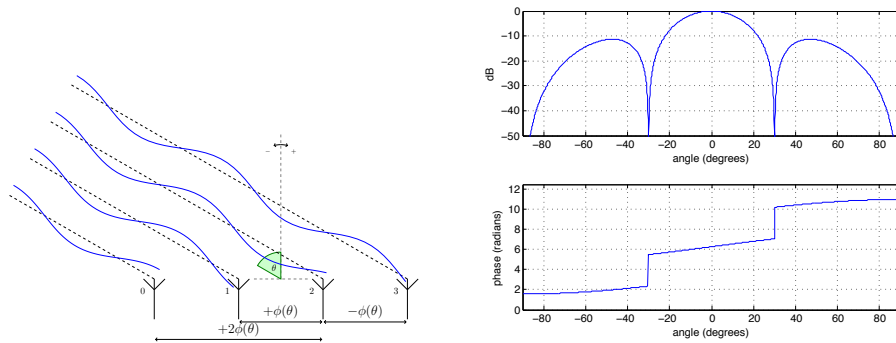 - +
θ
0 1 2 3
+ϕ(θ) −ϕ(θ)
+2ϕ(θ)
0
−10
−20
−30
−40
−50
dB
−80 −60 −40 −20 0 20 40 60 80
angle (degrees)
12
10
8
6
4
2
0
phase (radians)
−80 −60 −40 −20 0 20 40 60 80
angle (degrees)